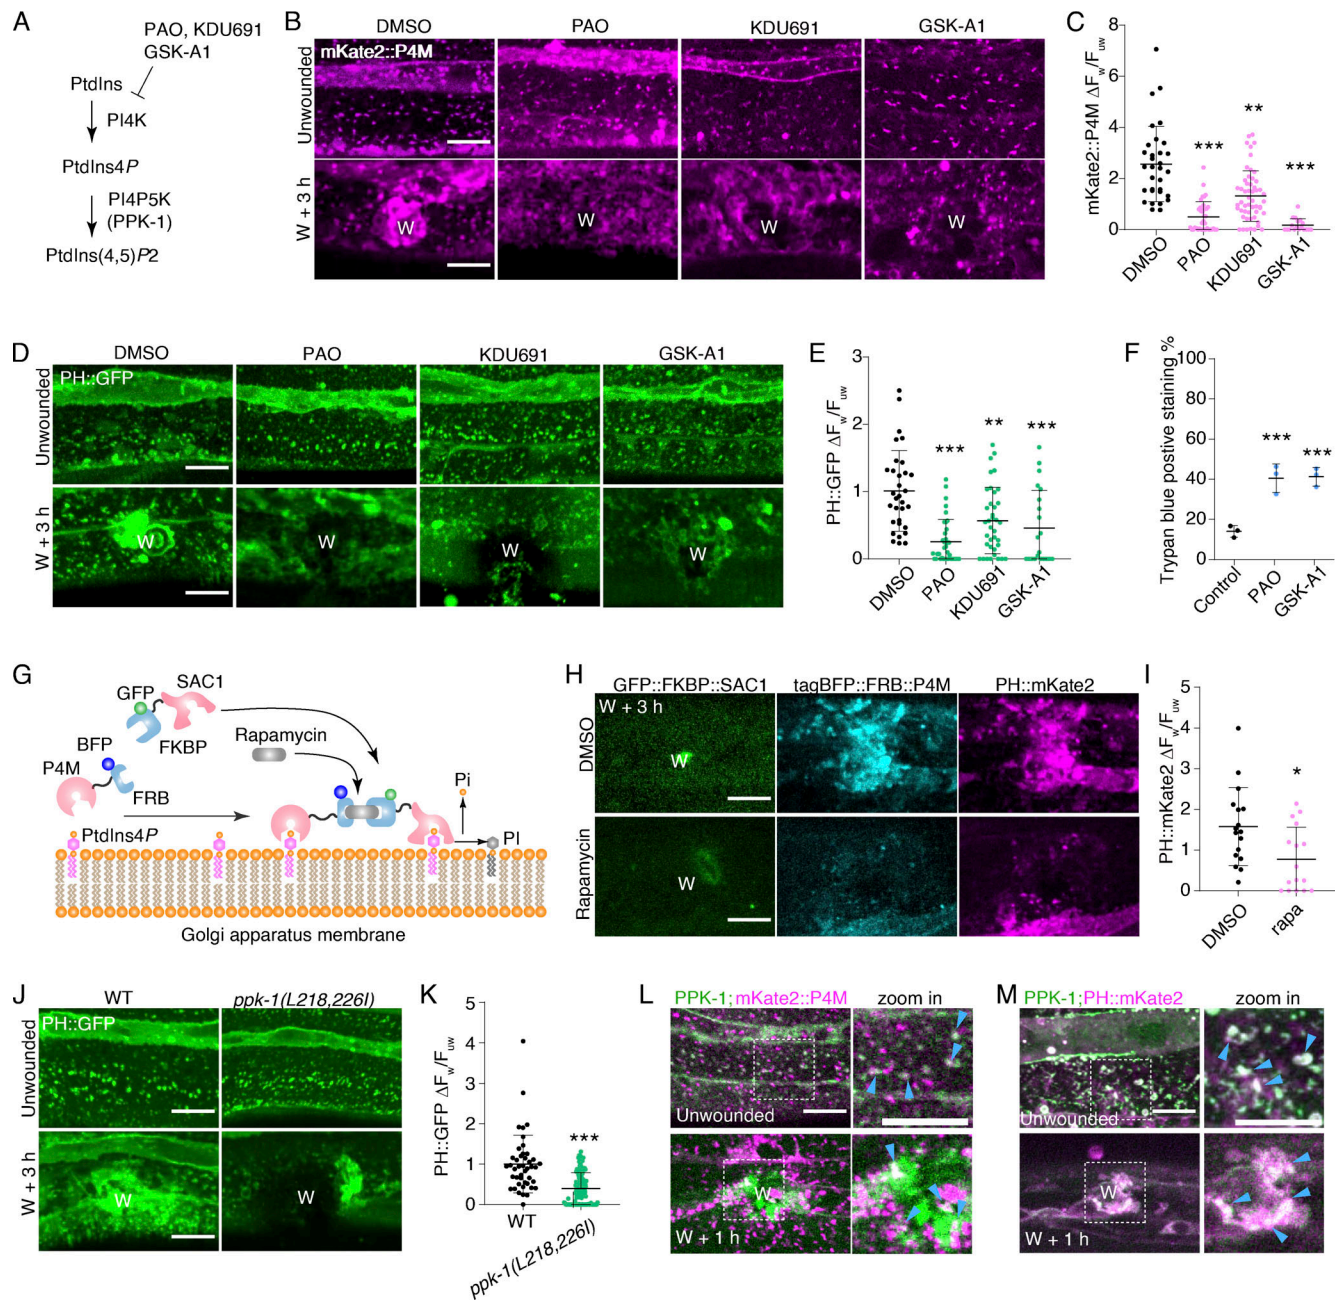 A
PAO, KDU691
GSK-A1
PtdIns
PI4K
PtdIns4P
PI4P5K
(PPK-1)
PtdIns(4,5)P2
B
DMSO
PAO
KDU691
GSK-A1
mKate2::P4M
Unwounded
W + 3 h
W
W
W
W
C
mKate2::P4M ΔFw/Fuw
8
6
4
2
0
***
**
***
DMSO
PAO
KDU691
GSK-A1
D
DMSO
PAO
KDU691
GSK-A1
PH::GFP
Unwounded
W + 3 h
W
W
W
W
E
PH::GFP ΔFw/Fuw
3
2
1
0
***
**
***
DMSO
PAO
KDU691
GSK-A1
F
Trypan blue postive staining %
100
80
60
40
20
0
***
***
Control
PAO
GSK-A1
G
GFP
SAC1
FKBP
BFP
P4M
FRB
Rapamycin
PtdIns4P
Pi
PI
Golgi apparatus membrane
H
GFP::FKBP::SAC1
tagBFP::FRB::P4M
PH::mKate2
W + 3 h
DMSO
W
Rapamycin
W
I
PH::mKate2 ΔFw/Fuw
5
4
3
2
1
0
*
DMSO
rapa
J
WT
ppk-1(L218,226I)
PH::GFP
Unwounded
W + 3 h
W
W
K
PH::GFP ΔFw/Fuw
5
4
3
2
1
0
***
WT
ppk-1(L218,226I)
L
PPK-1;mKate2::P4M
zoom in
Unwounded
W
W + 1 h
M
PPK-1;PH::mKate2
zoom in
Unwounded
W
W + 1 h